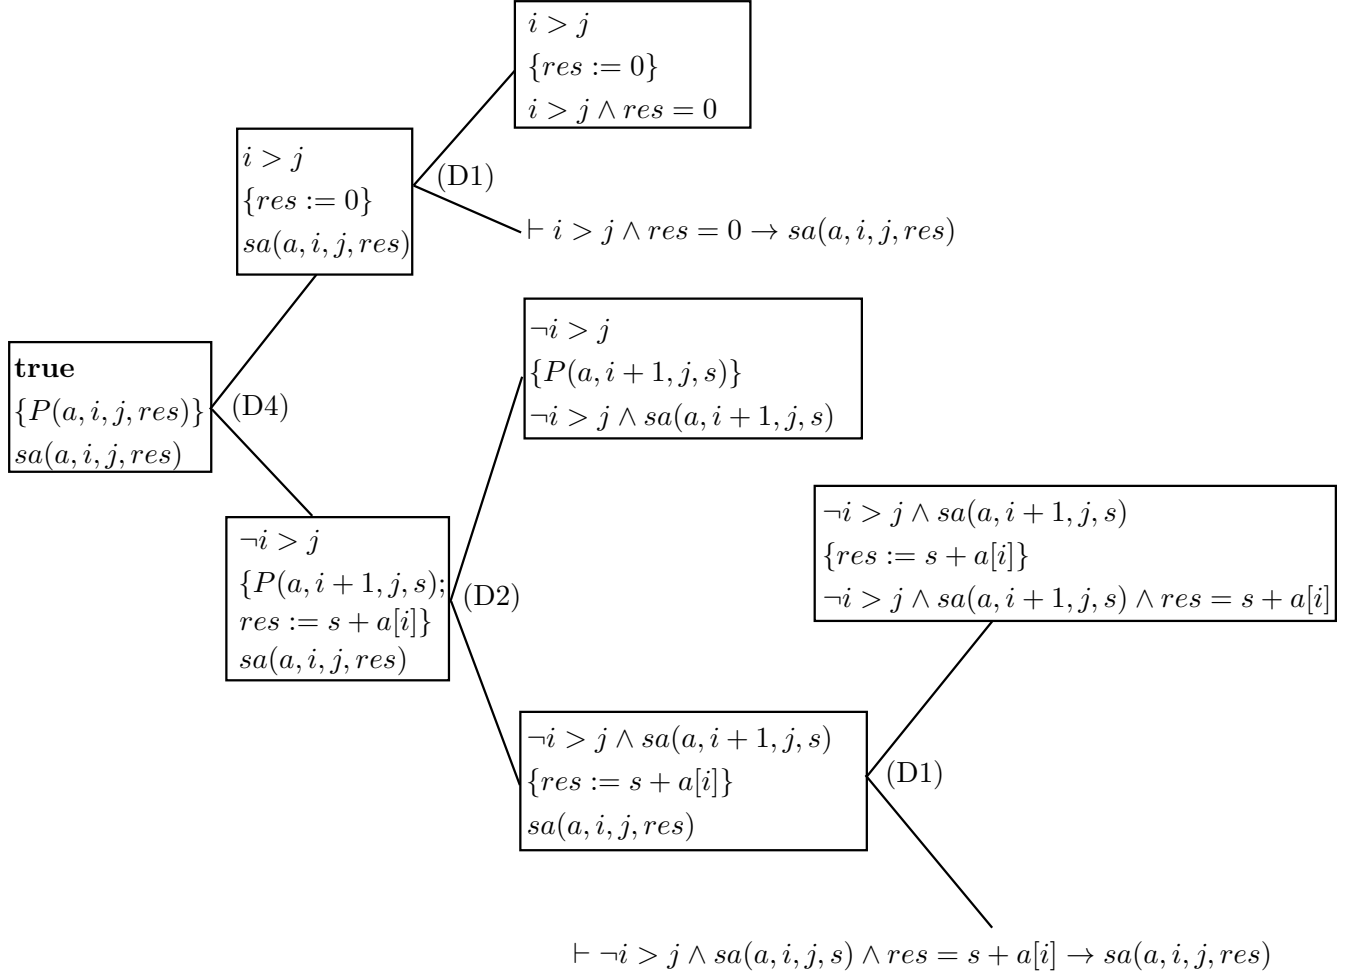 i > j
{res := 0}
i > j ∧ res = 0
i > j
{res := 0}
sa(a, i, j, res)
(D1)
⊢ i > j ∧ res = 0 → sa(a, i, j, res)
true
{P(a, i, j, res)}
sa(a, i, j, res)
(D4)
¬i > j
{P(a, i + 1, j, s)}
¬i > j ∧ sa(a, i + 1, j, s)
¬i > j
{P(a, i + 1, j, s);
res := s + a[i]}
sa(a, i, j, res)
(D2)
¬i > j ∧ sa(a, i + 1, j, s)
{res := s + a[i]}
¬i > j ∧ sa(a, i + 1, j, s) ∧ res = s + a[i]
¬i > j ∧ sa(a, i + 1, j, s)
{res := s + a[i]}
sa(a, i, j, res)
(D1)
⊢ ¬i > j ∧ sa(a, i, j, s) ∧ res = s + a[i] → sa(a, i, j, res)